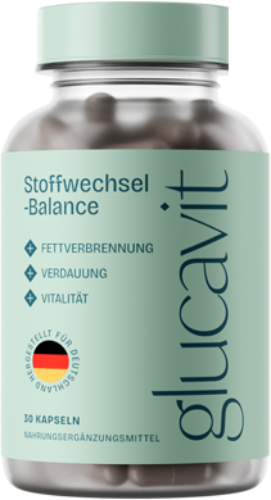 Stoffwechsel
-Balance
FETTVERBRENNUNG
VERDAUUNG
VITALITÄT
HERGESTELLT FÜR DEUTSCHLAND
30 KAPSELN
NAHRUNGSERGÄNZUNGSMITTEL
glucavit